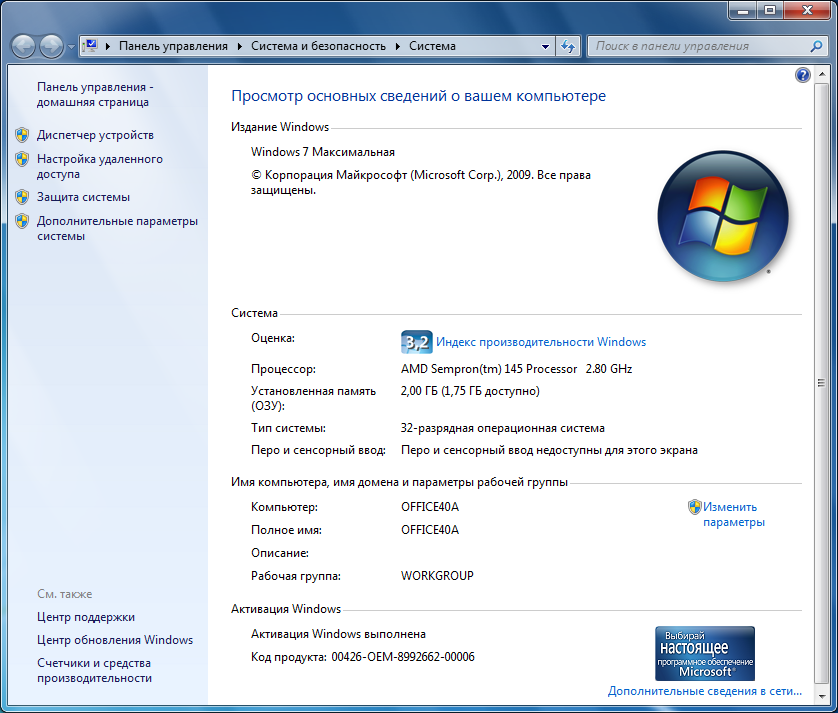 Панель управления
Система и безопасность
Система
Поиск в панели управления
Панель управления -
домашняя страница
Диспетчер устройств
Настройка удаленного
доступа
Защита системы
Дополнительные параметры
системы
См. также
Центр поддержки
Центр обновления Windows
Счетчики и средства
производительности
Просмотр основных сведений о вашем компьютере
Издание Windows
Windows 7 Максимальная
© Корпорация Майкрософт (Microsoft Corp.), 2009. Все права
защищены.
Система
Оценка: 3,2 Индекс производительности Windows
Процессор: AMD Sempron(tm) 145 Processor 2.80 GHz
Установленная память
(ОЗУ): 2,00 ГБ (1,75 ГБ доступно)
Тип системы: 32-разрядная операционная система
Перо и сенсорный ввод: Перо и сенсорный ввод недоступны для этого экрана
Имя компьютера, имя домена и параметры рабочей группы
Компьютер: OFFICE40A
Изменить
параметры
Полное имя: OFFICE40A
Описание:
Рабочая группа: WORKGROUP
Активация Windows
Активация Windows выполнена
Код продукта: 00426-OEM-8992662-00006
Выбирай
настоящее
программное обеспечение
Microsoft®
Дополнительные сведения в сети...